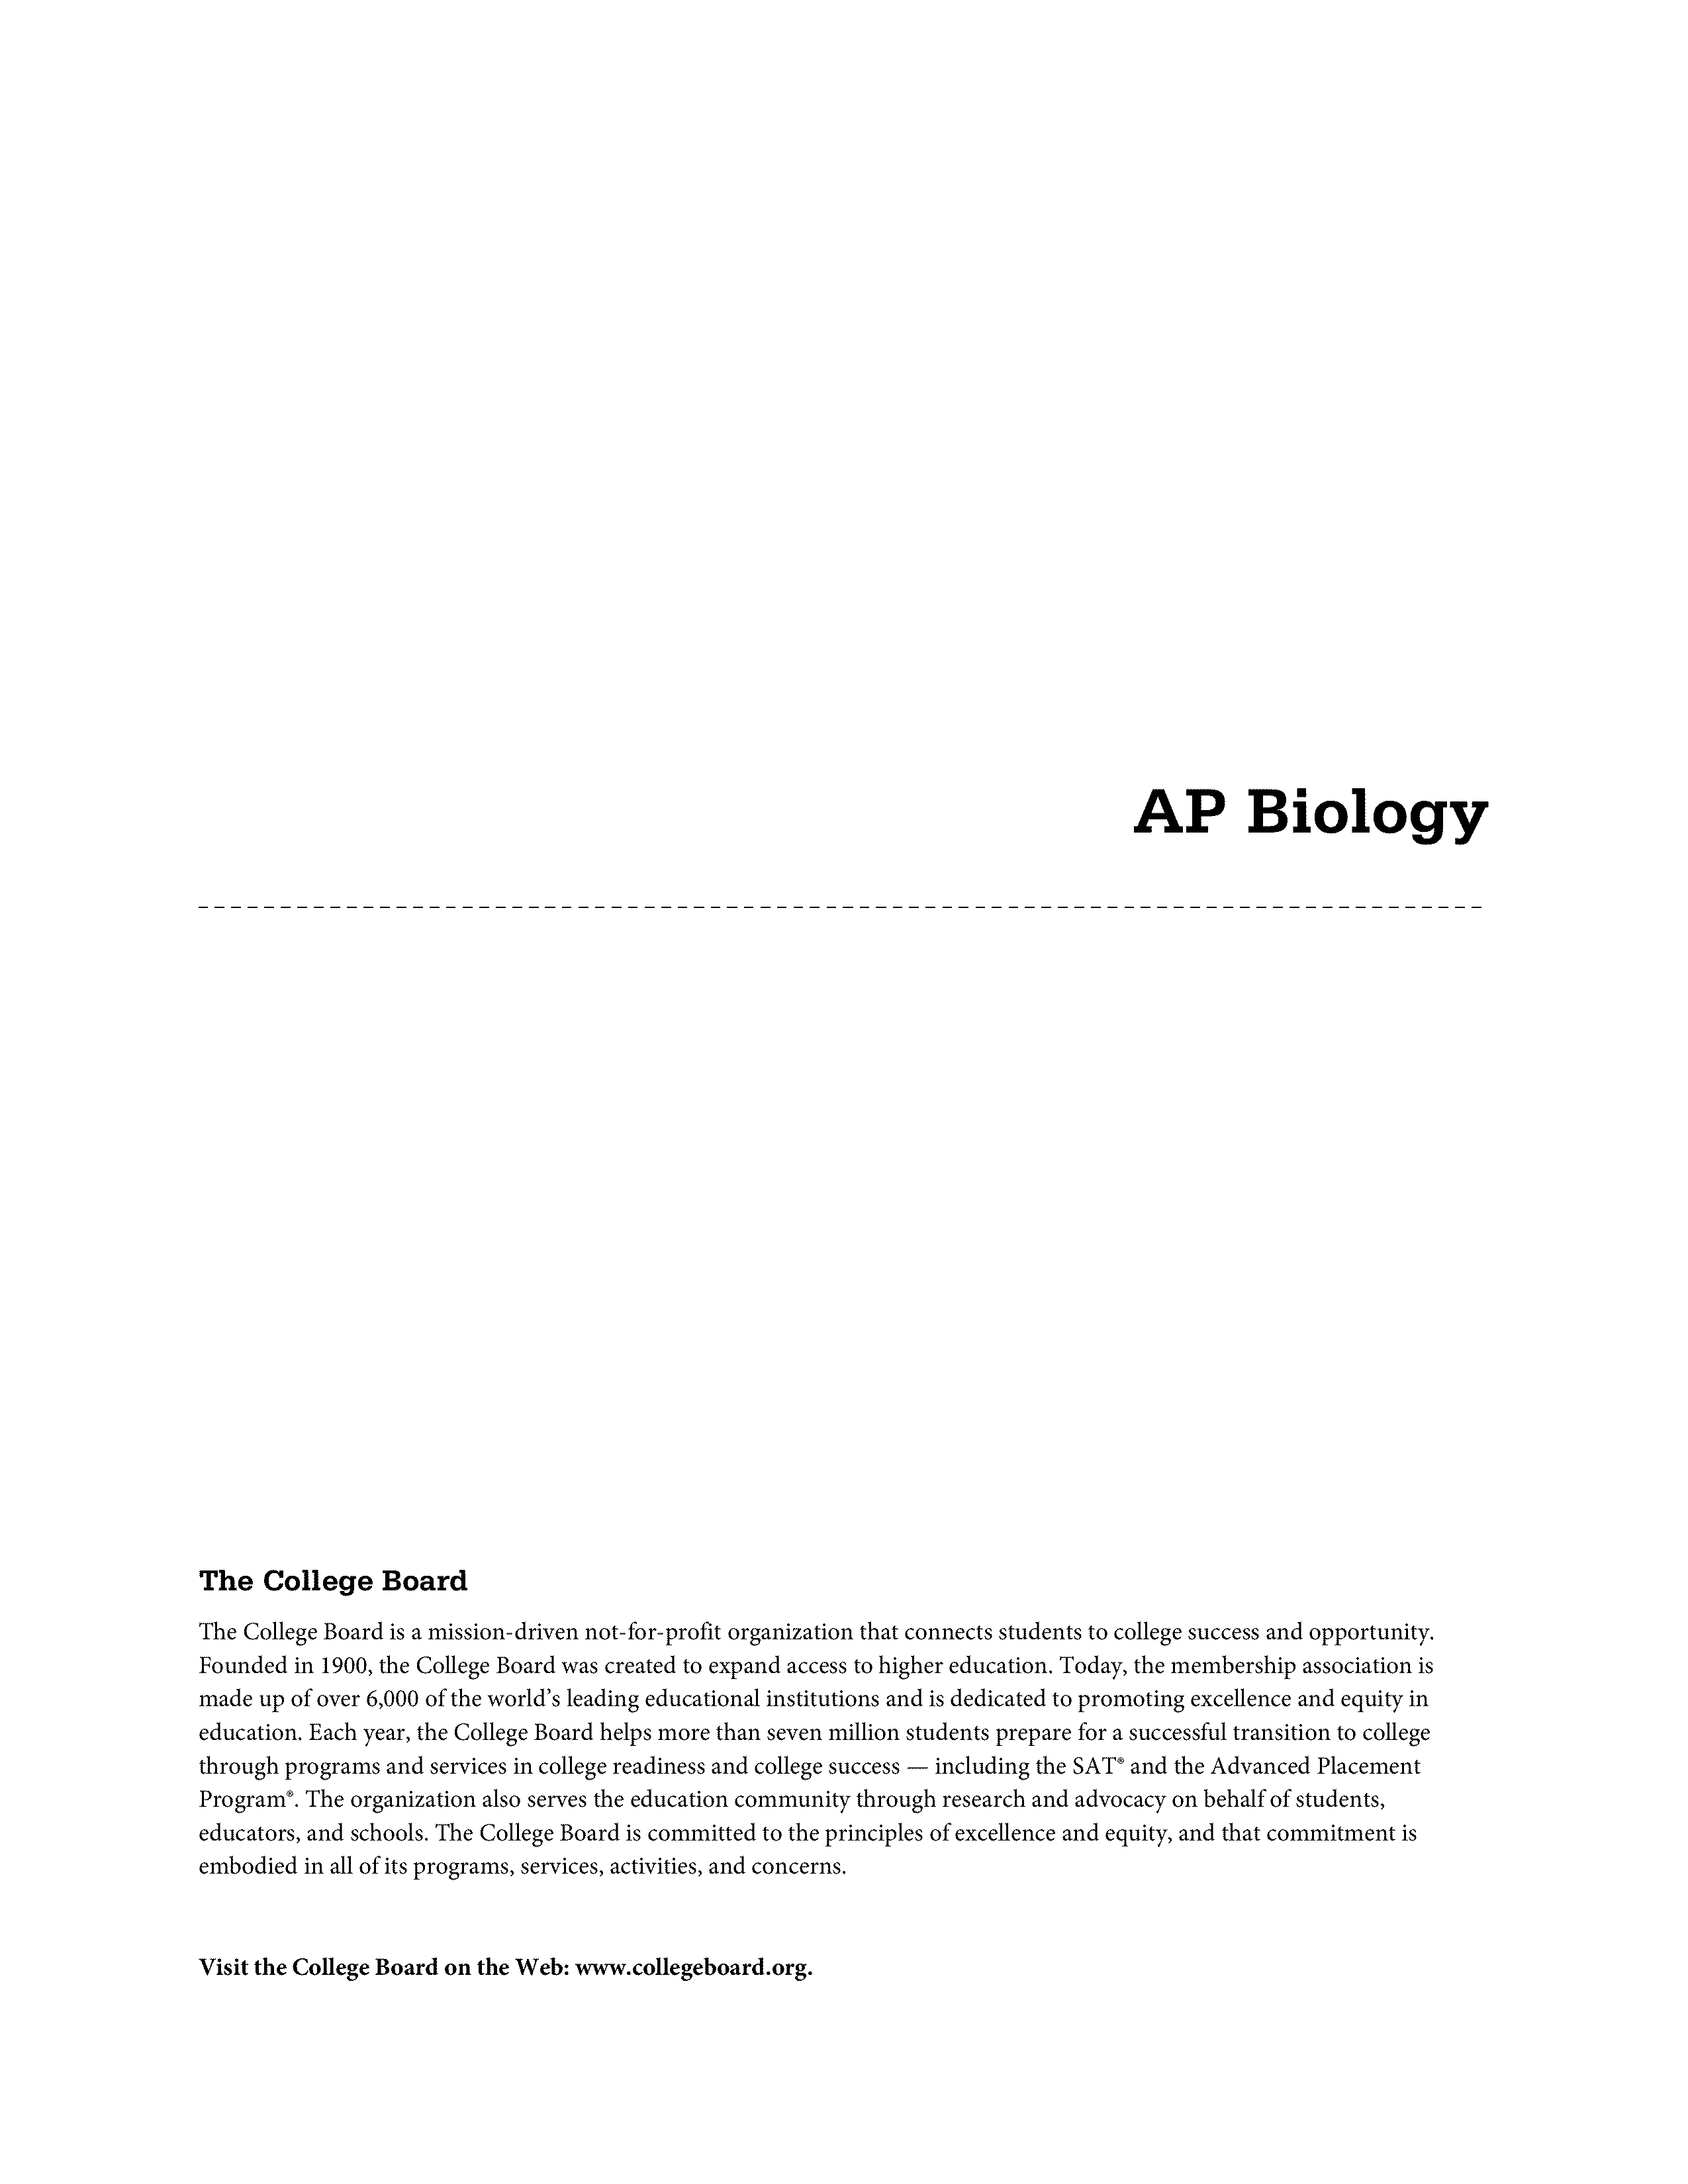 AP Biology
The College Board
The College Board is a mission-driven not-for-profit organization that connects students to college success and opportunity.
Founded in 1900, the College Board was created to expand access to higher education. Today, the membership association is
made up of over 6,000 of the world’s leading educational institutions and is dedicated to promoting excellence and equity in
education. Each year, the College Board helps more than seven million students prepare for a successful transition to college
through programs and services in college readiness and college success — including the SAT® and the Advanced Placement
Program®. The organization also serves the education community through research and advocacy on behalf of students,
educators, and schools. The College Board is committed to the principles of excellence and equity, and that commitment is
embodied in all of its programs, services, activities, and concerns.
Visit the College Board on the Web: www.collegeboard.org.